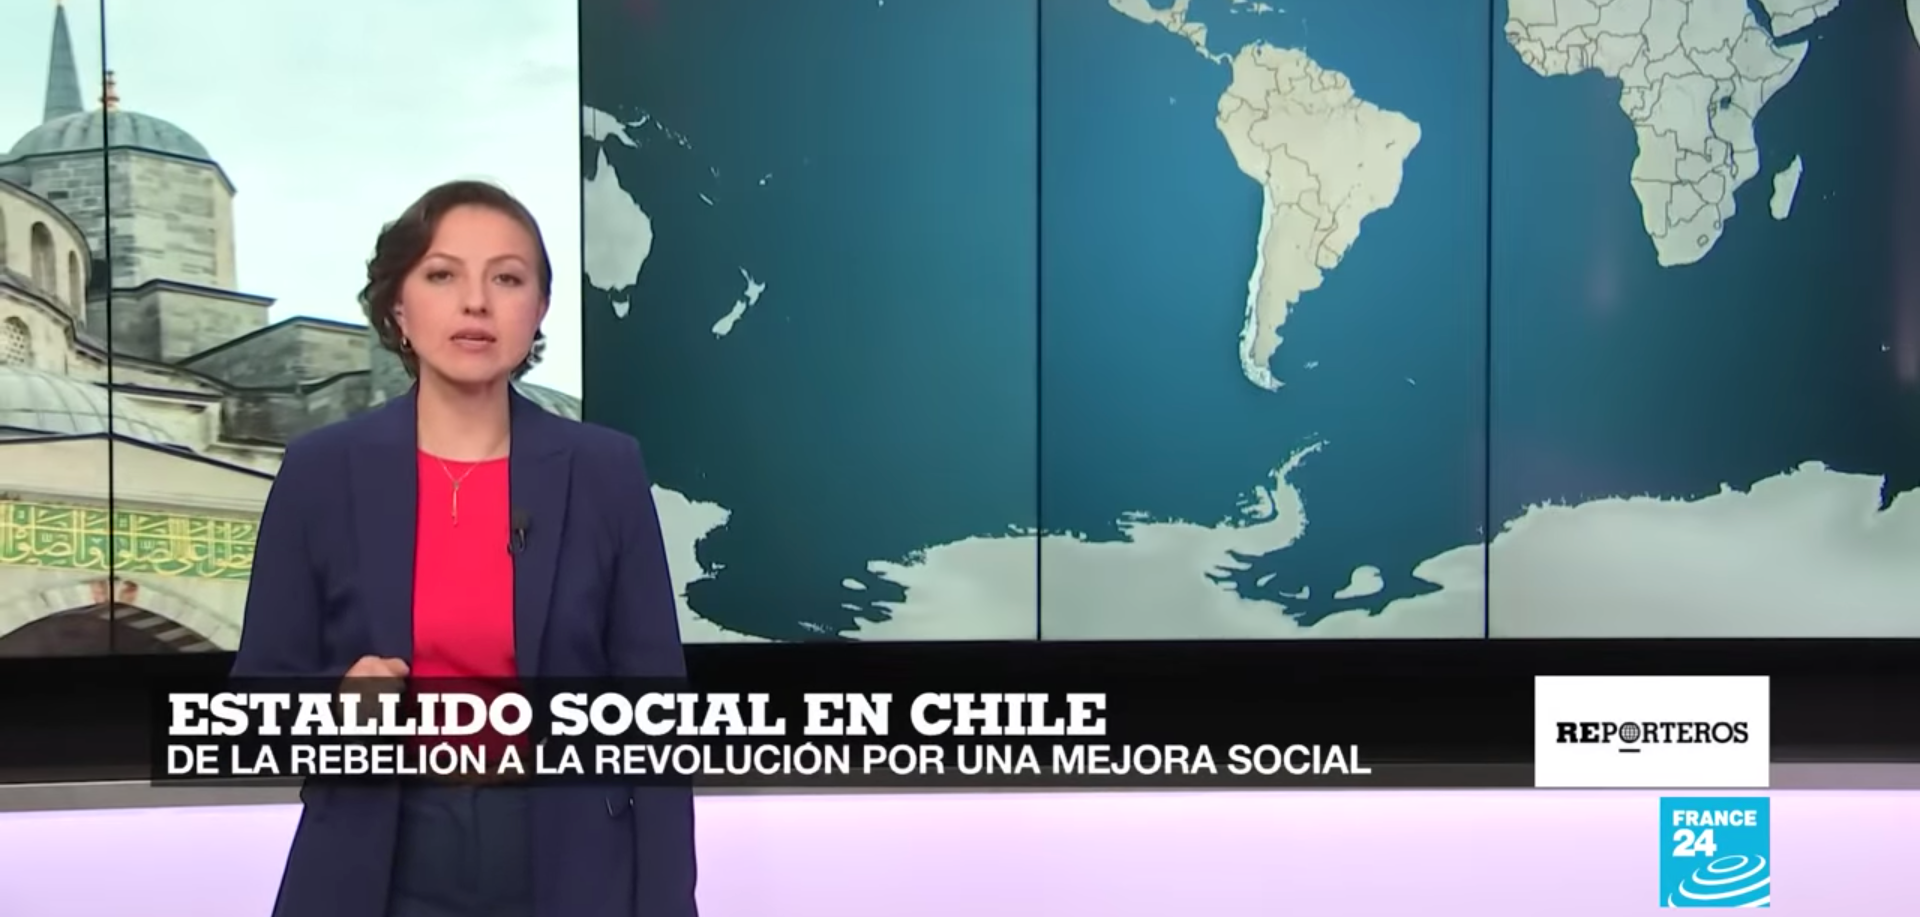 ESTALLIDO SOCIAL EN CHILE
DE LA REBELIÓN A LA REVOLUCIÓN POR UNA MEJORA SOCIAL
REPORTEROS
FRANCE
24